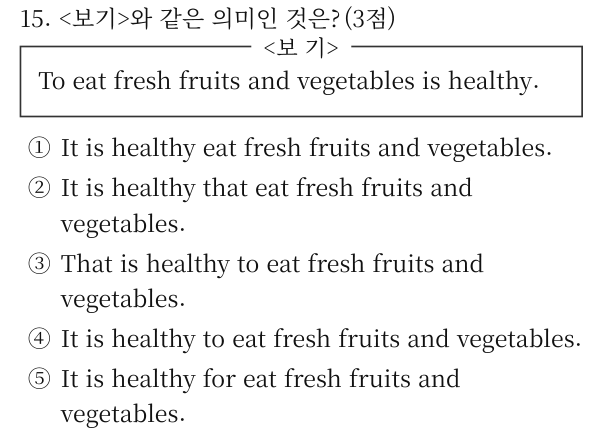 15. <보기>와 같은 의미인 것은?(3점)
<보 기>
To eat fresh fruits and vegetables is healthy.
① It is healthy eat fresh fruits and vegetables.
② It is healthy that eat fresh fruits and
vegetables.
③ That is healthy to eat fresh fruits and
vegetables.
④ It is healthy to eat fresh fruits and vegetables.
⑤ It is healthy for eat fresh fruits and
vegetables.